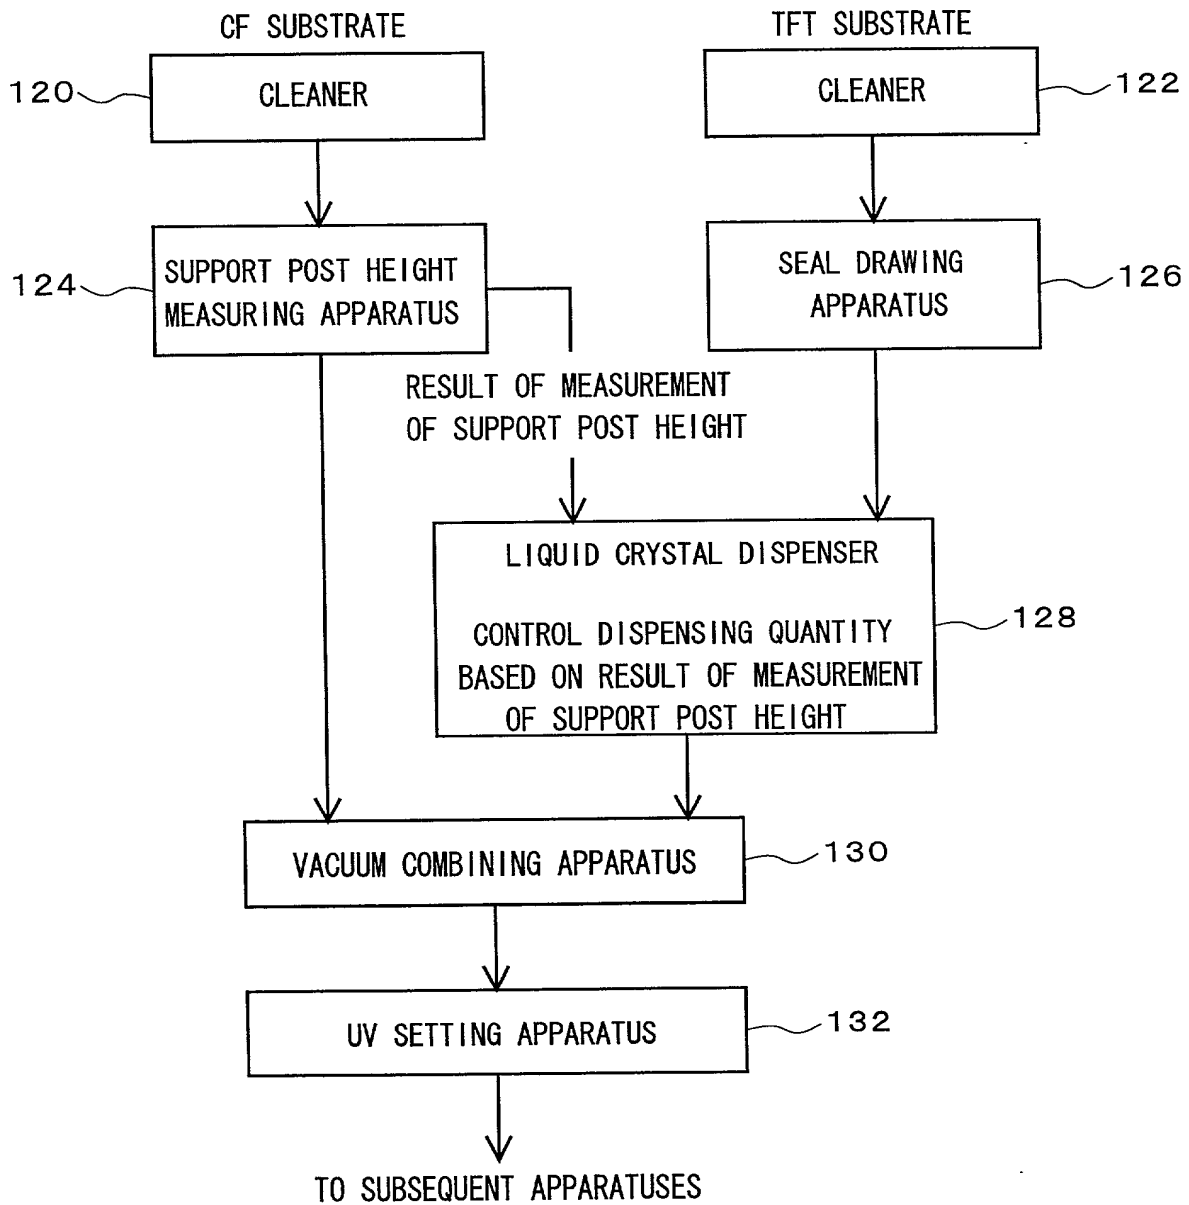 CF SUBSTRATE
TFT SUBSTRATE
120
CLEANER
CLEANER
122
124
SUPPORT POST HEIGHT
MEASURING APPARATUS
SEAL DRAWING
APPARATUS
126
RESULT OF MEASUREMENT
OF SUPPORT POST HEIGHT
LIQUID CRYSTAL DISPENSER
CONTROL DISPENSING QUANTITY
BASED ON RESULT OF MEASUREMENT
OF SUPPORT POST HEIGHT
128
VACUUM COMBINING APPARATUS
130
UV SETTING APPARATUS
132
TO SUBSEQUENT APPARATUSES